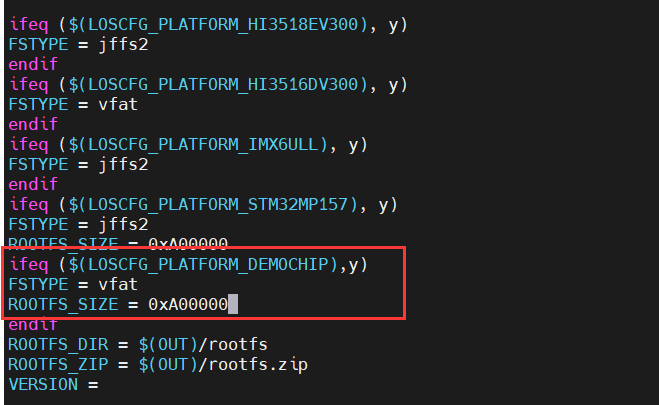 ifeq ($(LOSCFG_PLATFORM_HI3518EV300), y)
FSTYPE = jffs2
endif
ifeq ($(LOSCFG_PLATFORM_HI3516DV300), y)
FSTYPE = vfat
endif
ifeq ($(LOSCFG_PLATFORM_IMX6ULL), y)
FSTYPE = jffs2
endif
ifeq ($(LOSCFG_PLATFORM_STM32MP157), y)
FSTYPE = jffs2
ROOTFS_SIZE = 0xA00000
ifeq ($(LOSCFG_PLATFORM_DEMOCHIP),y)
FSTYPE = vfat
ROOTFS_SIZE = 0xA00000
endif
ROOTFS_DIR = $(OUT)/rootfs
ROOTFS_ZIP = $(OUT)/rootfs.zip
VERSION =